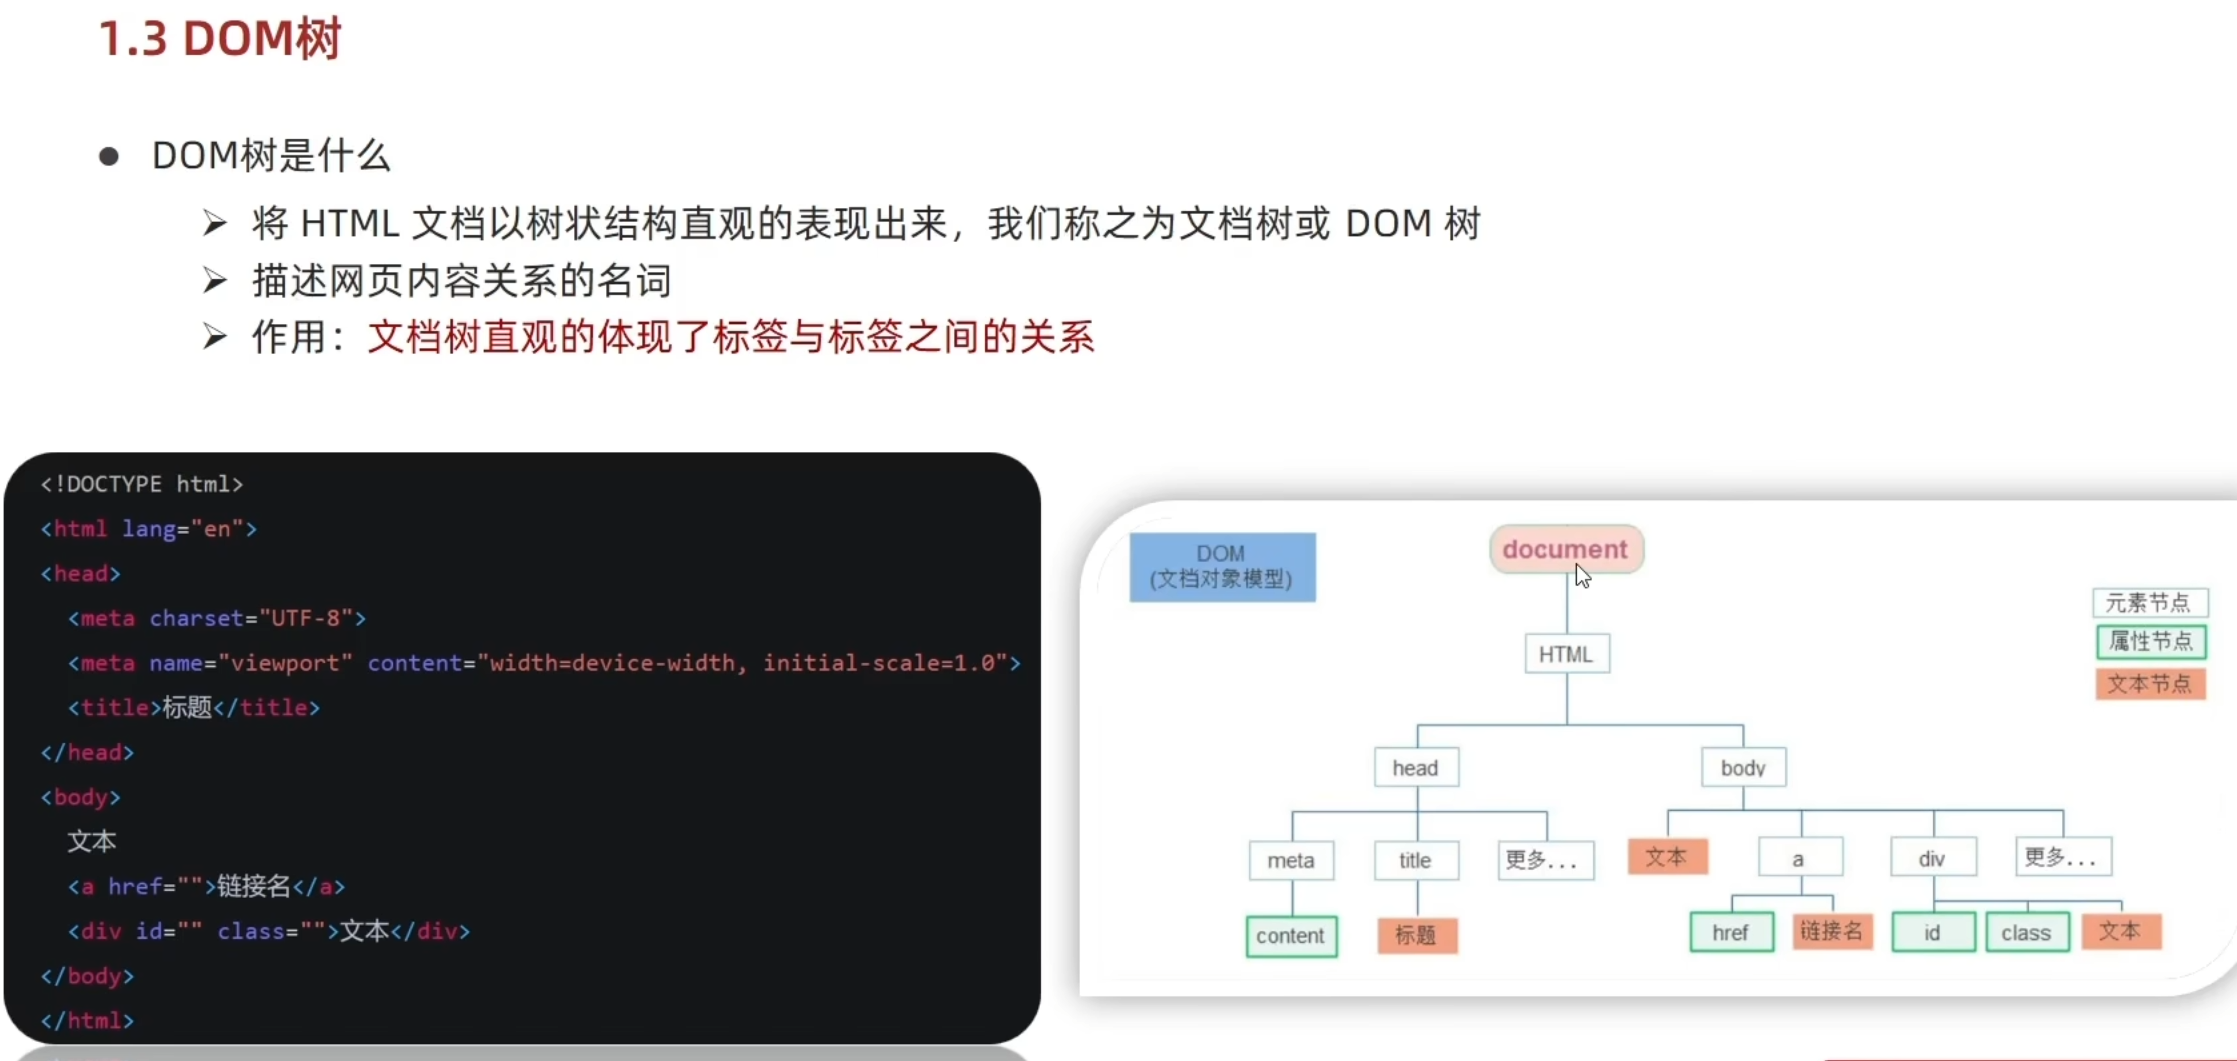 1.3 DOM树
● DOM树是什么
➢ 将 HTML 文档以树状结构直观的表现出来，我们称之为文档树或 DOM 树
➢ 描述网页内容关系的名词
➢ 作用：文档树直观的体现了标签与标签之间的关系
<!DOCTYPE html>
<html lang="en">
<head>
<meta charset="UTF-8">
<meta name="viewport" content="width=device-width, initial-scale=1.0">
<title>标题</title>
</head>
<body>
文本
<a href="">链接名</a>
<div id="" class="">文本</div>
</body>
</html>
DOM
(文档对象模型)
document
元素节点
属性节点
文本节点
HTML
head
body
meta
title
更多...
文本
a
div
更多...
content
标题
href
链接名
id
class
文本